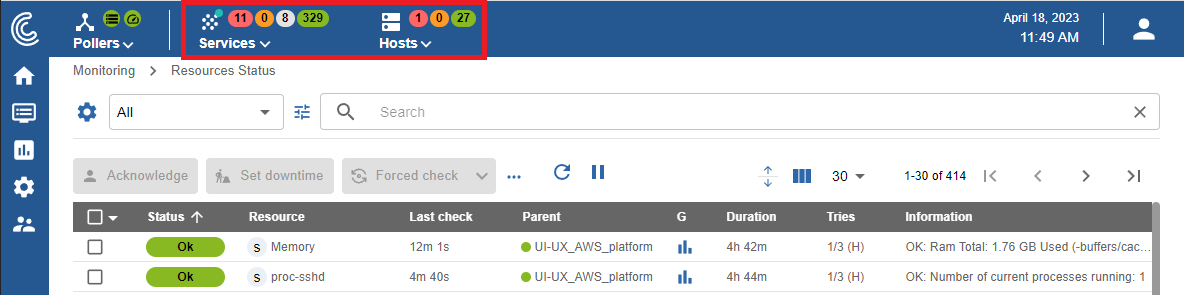 11 0 8 329 1 0 27 April 18, 2023
Pollers Services Hosts 11:49 AM
Monitoring > Resources Status
All Search
Acknowledge Set downtime Forced check ... 30 1-30 of 414
Status Resource Last check Parent G Duration Tries Information
Ok S Memory 12m 1s UI-UX_AWS_platform 4h 42m 1/3 (H) OK: Ram Total: 1.76 GB Used (-buffers/cac...
Ok S proc-sshd 4m 40s UI-UX_AWS_platform 4h 44m 1/3 (H) OK: Number of current processes running: 1